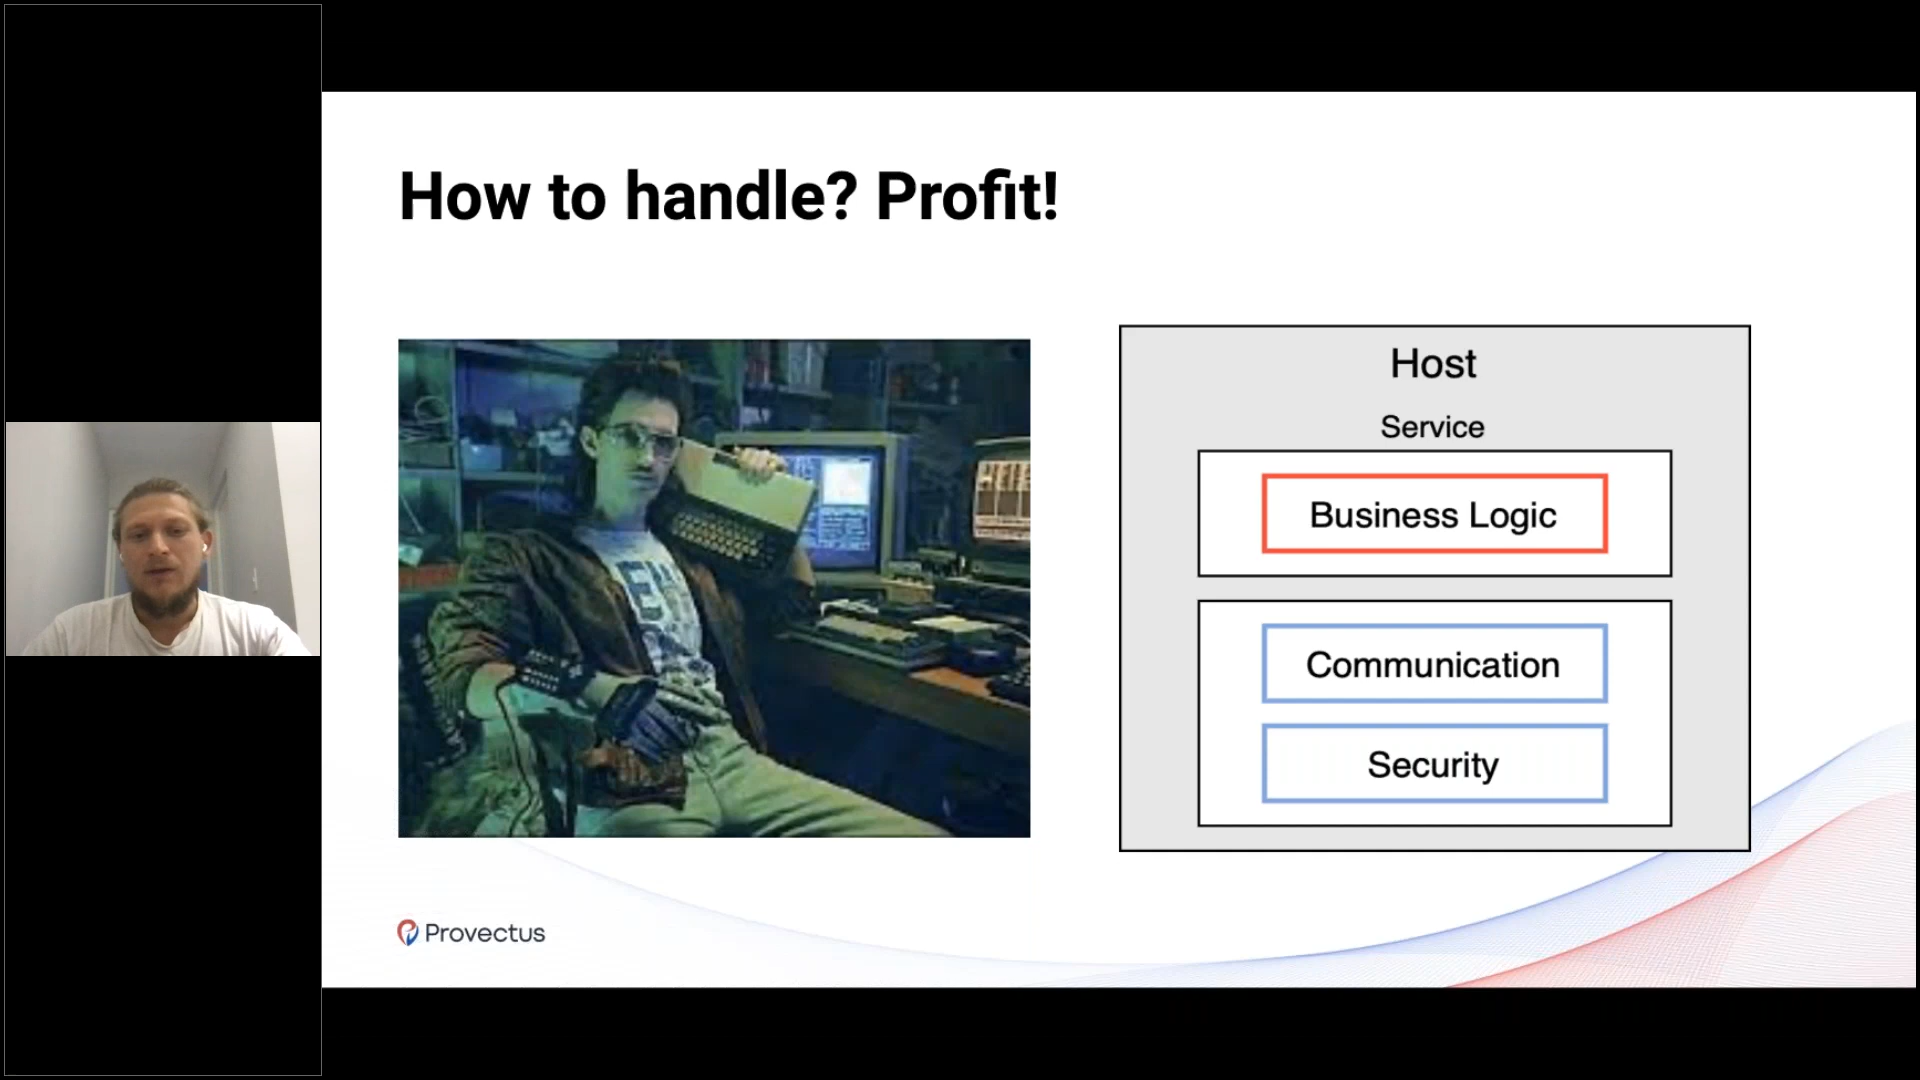 How to handle? Profit!
Host
Service
Business Logic
Communication
Security
Provectus